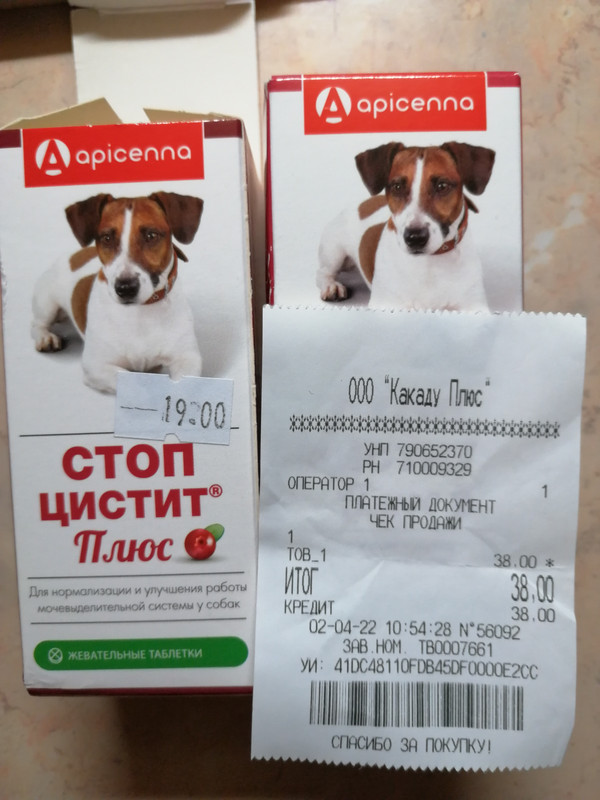 apicenna
19.00
СТОП
ЦИСТИТ®
Плюс
Для нормализации и улучшения работы
мочевыделительной системы у собак
ЖЕВАТЕЛЬНЫЕ ТАБЛЕТКИ
apicenna
ООО "Какаду Плюс"
УНП 790652370
РН 710009329
ОПЕРАТОР 1 1
ПЛАТЕЖНЫЙ ДОКУМЕНТ
ЧЕК ПРОДАЖИ
1
ТОВ_1 38.00 *
ИТОГ 38,00
КРЕДИТ 38.00
02-04-22 10:54:28 N°56092
ЗАВ.НОМ. ТВ0007661
УИ: 41DC48110FDB45DF0000E2CC
СПАСИБО ЗА ПОКУПКУ!